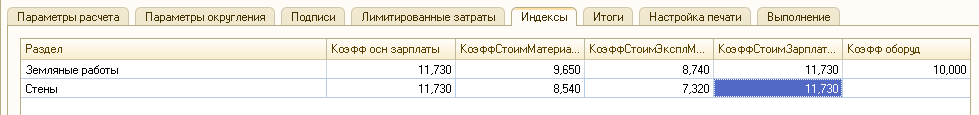 Параметры расчета Параметры округления Подписи Лимитированные затраты Индексы Итоги Настройка печати Выполнение
Раздел Коэфф осн зарплаты КоэффСтоимМатериа... КоэффСтоимЭксплМ... КоэффСтоимЗарплат... Коэфф оборуд
Земляные работы 11,730 9,650 8,740 11,730 10,000
Стены 11,730 8,540 7,320 11,730